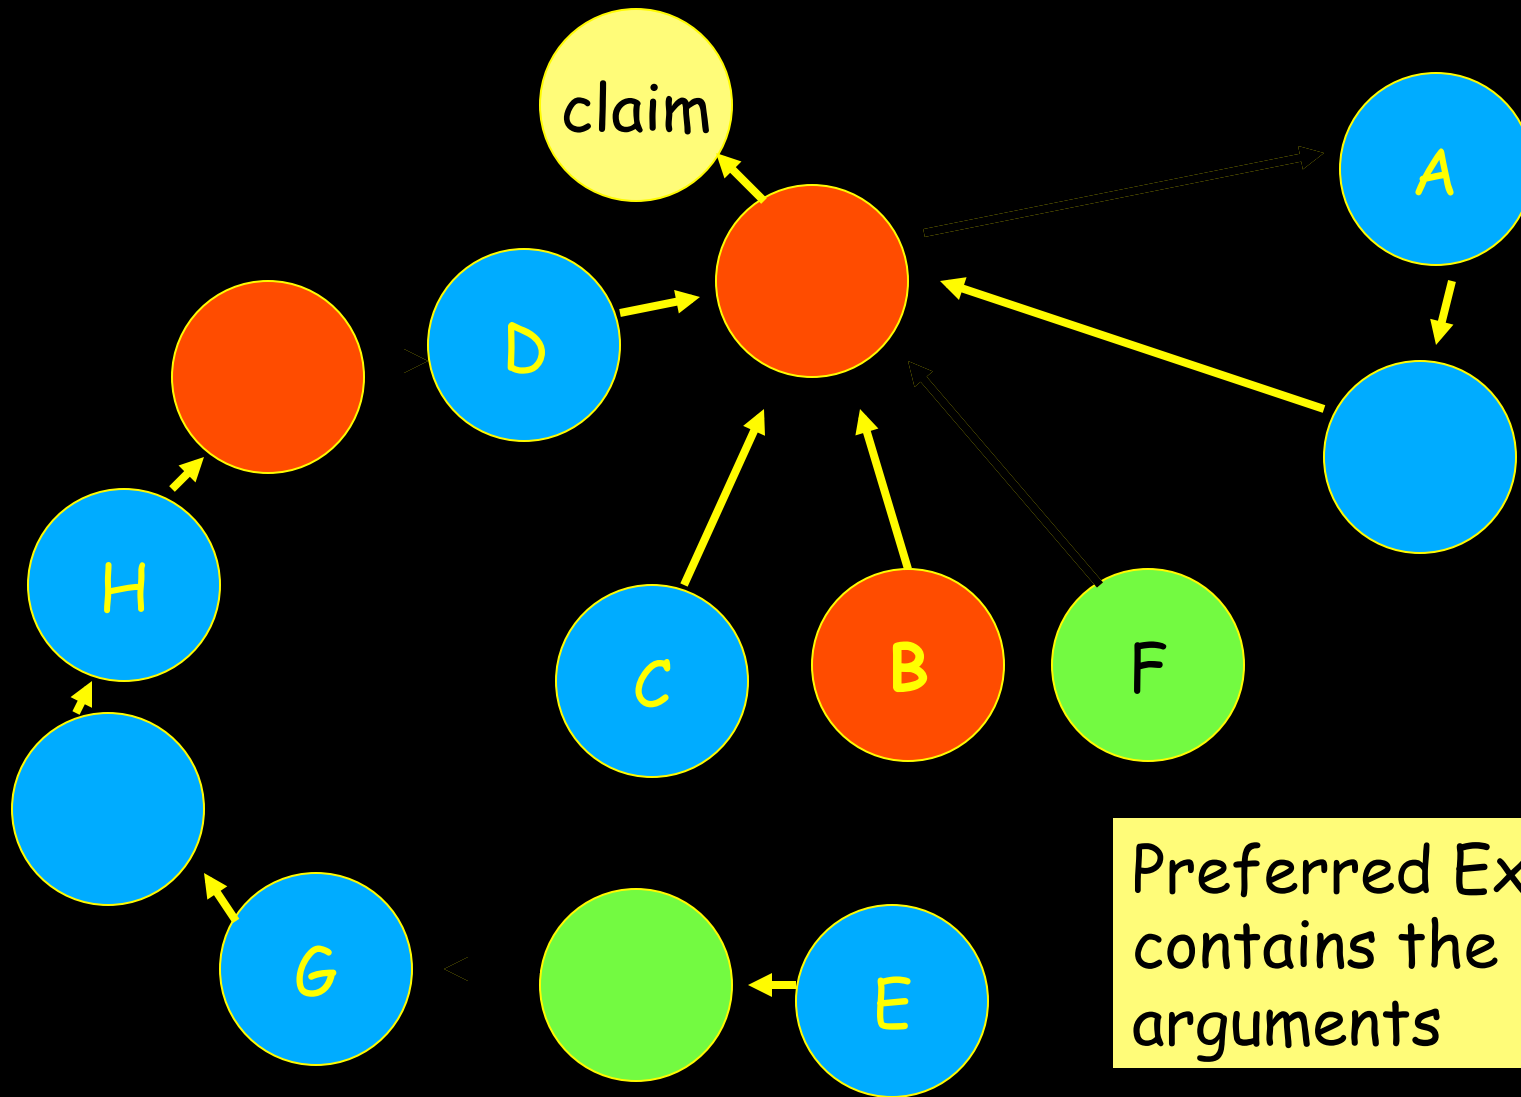 claim
A
D
H
C
B
F
G
E
Preferred Ex
contains the
arguments